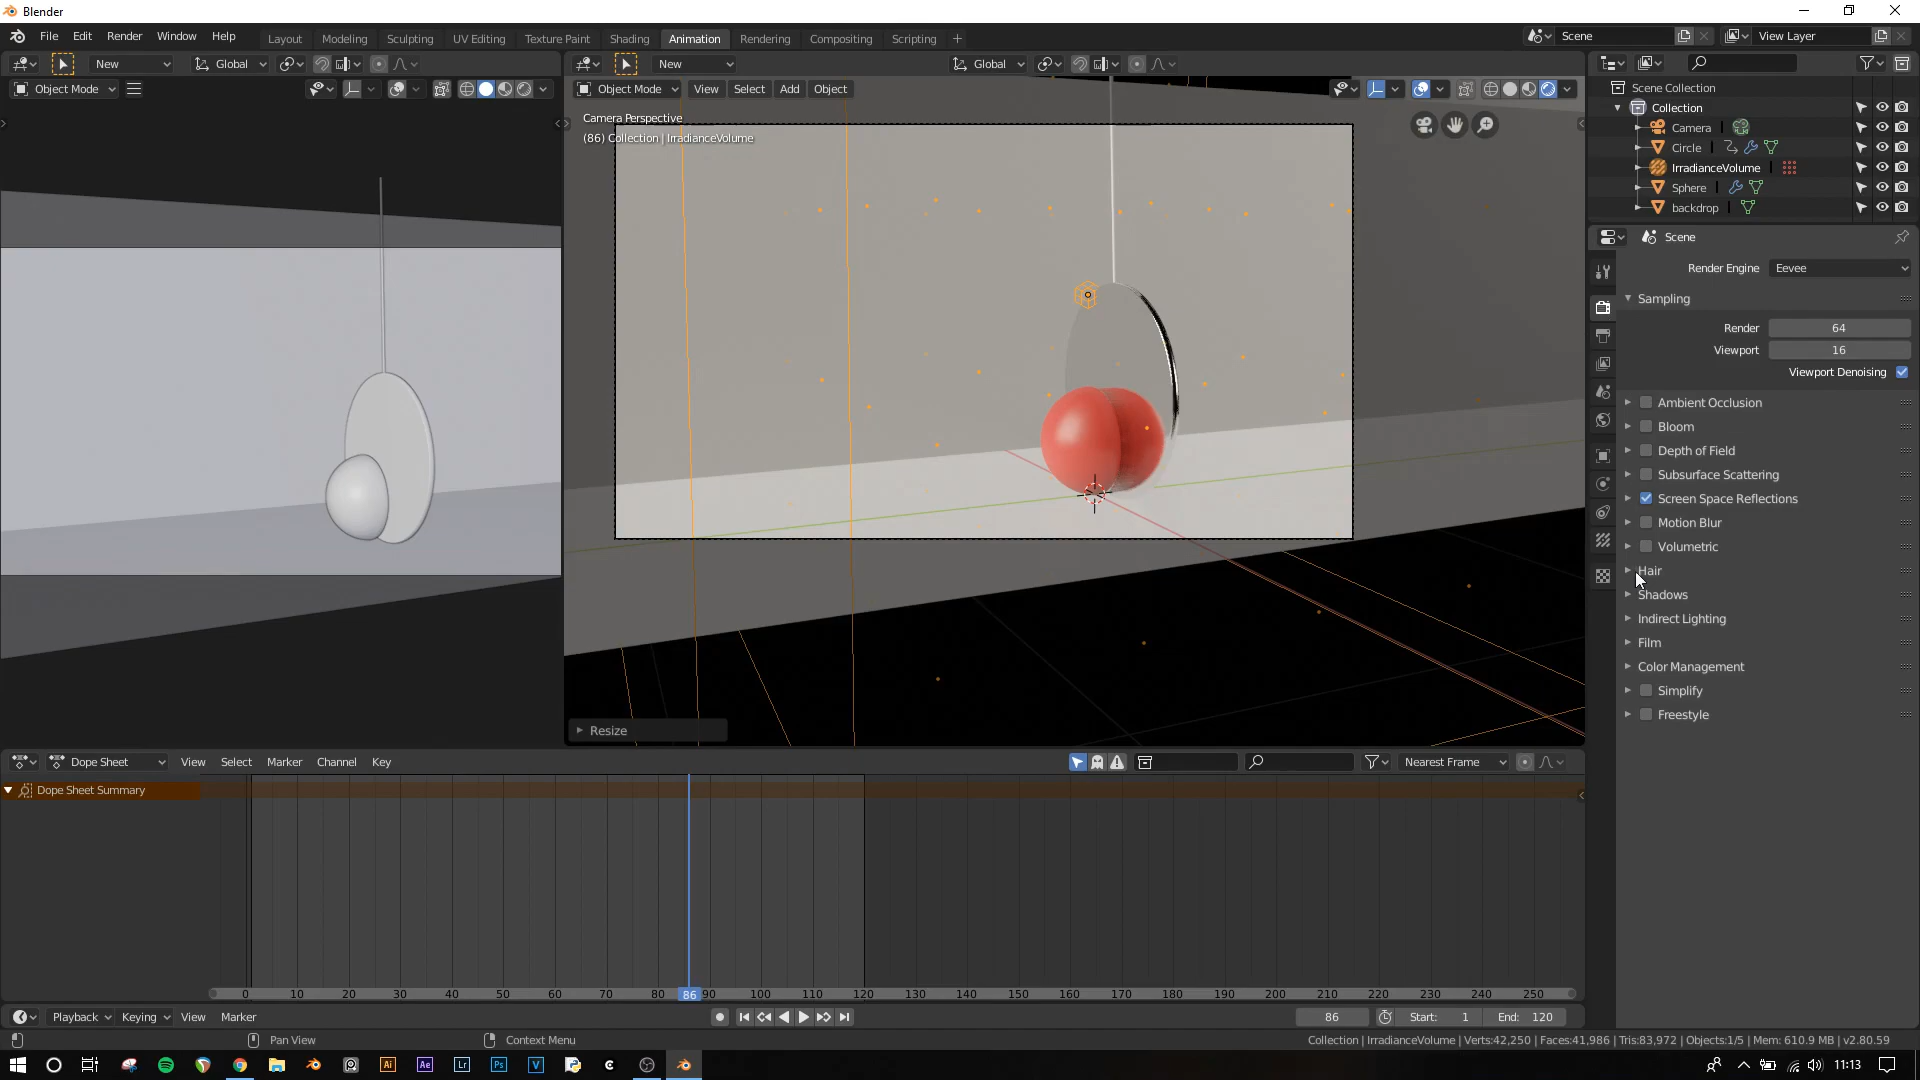 Blender
File Edit Render Window Help
Layout Modeling Sculpting UV Editing Texture Paint Shading Animation Rendering Compositing Scripting +
Scene
View Layer
New Global
New Global
Object Mode
Object Mode View Select Add Object
Camera Perspective
(86) Collection | IrradianceVolume
Resize
Scene Collection
Collection
Camera
Circle
IrradianceVolume
Sphere
backdrop
Scene
Render Engine Eevee
Sampling
Render 64
Viewport 16
Viewport Denoising
Ambient Occlusion
Bloom
Depth of Field
Subsurface Scattering
Screen Space Reflections
Motion Blur
Volumetric
Hair
Shadows
Indirect Lighting
Film
Color Management
Simplify
Freestyle
Dope Sheet View Select Marker Channel Key Nearest Frame
Dope Sheet Summary
0 10 20 30 40 50 60 70 80 86 90 100 110 120 130 140 150 160 170 180 190 200 210 220 230 240 250
Playback Keying View Marker 86 Start: 1 End: 120
Pan View Context Menu Collection | IrradianceVolume | Verts:42,250 | Faces:41,986 | Tris:83,972 | Objects:1/5 | Mem: 610.9 MB | v2.80.59
Ai Ae Lr Ps V C 11:13